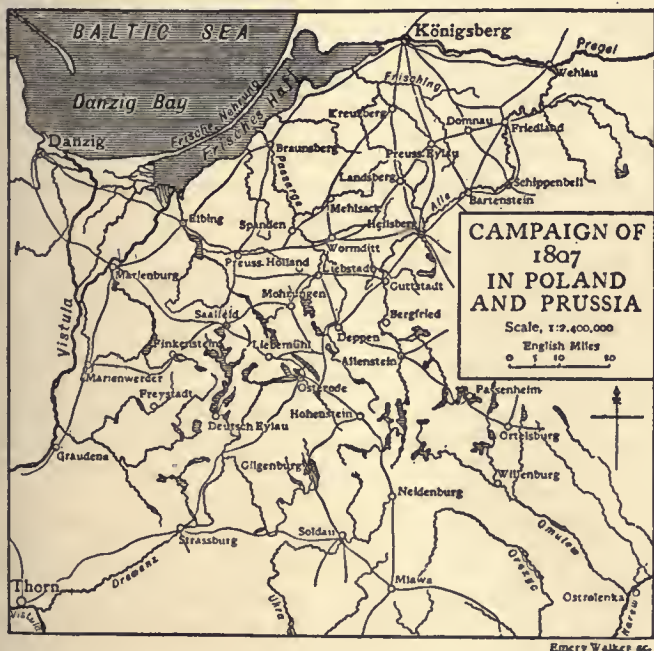 BALTIC SEA
Königsberg
Pregel
Wehlau
Danzig Bay
Frische Nehrung
Frisches Haff
Frisching
Danzig
Kreuzberg
Domnau
Friedland
Braunsberg
Preuss. Eylau
Passarge
Landsberg
Schippenbeil
Alle
Bartenstein
Mehlsack
Elbing
Spanden
Heilsberg
Wormditt
Preuss. Holland
Liebstadt
Guttstadt
Marienburg
Mohrungen
Bergfried
Saalfeld
Deppen
Vistula
Finkenstein
Liebemühl
Allenstein
Marienwerder
Osterode
Passenheim
Freystadt
Deutsch Eylau
Hohenstein
Ortelsburg
Graudenz
Gilgenburg
Willenburg
Neidenburg
Omulew
Strassburg
Soldau
Thorn
Drewenz
Mlawa
Ostrolenka
Vistula
Ukra
Narew
CAMPAIGN OF
1807
IN POLAND
AND PRUSSIA
Scale, 1:2,400,000
English Miles
0 5 10 20
Emery Walker sc.